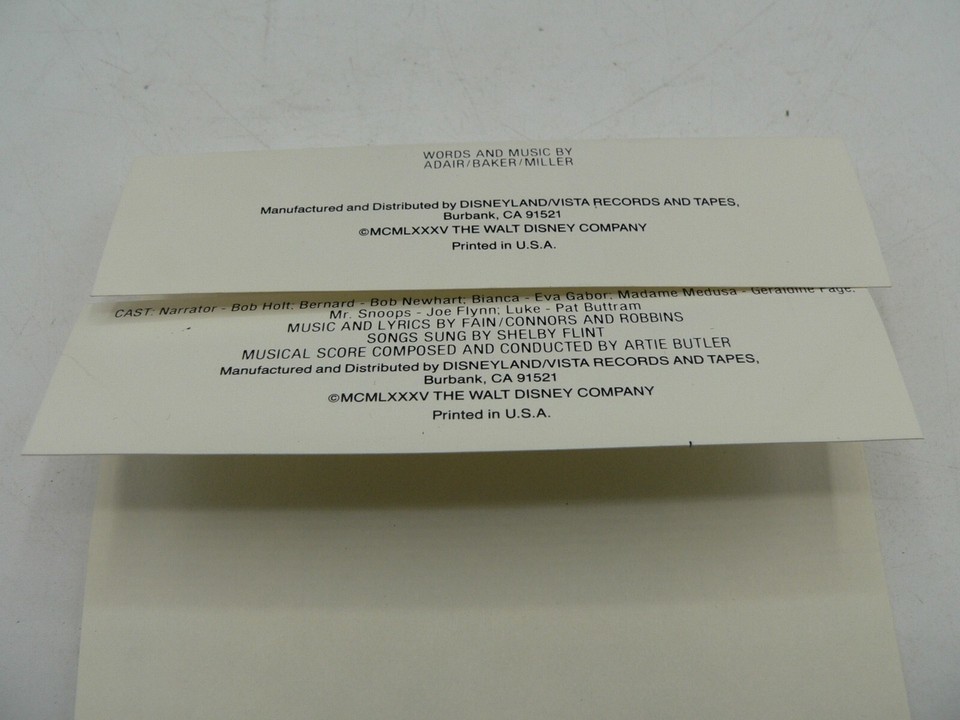 WORDS AND MUSIC BY
ADAIR/BAKER/MILLER
Manufactured and Distributed by DISNEYLAND/VISTA RECORDS AND TAPES,
Burbank, CA 91521
©MCMLXXXV THE WALT DISNEY COMPANY
Printed in U.S.A.
CAST: Narrator - Bob Holt; Bernard - Bob Newhart; Bianca - Eva Gabor; Madame Medusa - Geraldine Page;
Mr. Snoops - Joe Flynn; Luke - Pat Buttram
MUSIC AND LYRICS BY FAIN/CONNORS AND ROBBINS
SONGS SUNG BY SHELBY FLINT
MUSICAL SCORE COMPOSED AND CONDUCTED BY ARTIE BUTLER
Manufactured and Distributed by DISNEYLAND/VISTA RECORDS AND TAPES,
Burbank, CA 91521
©MCMLXXXV THE WALT DISNEY COMPANY
Printed in U.S.A.